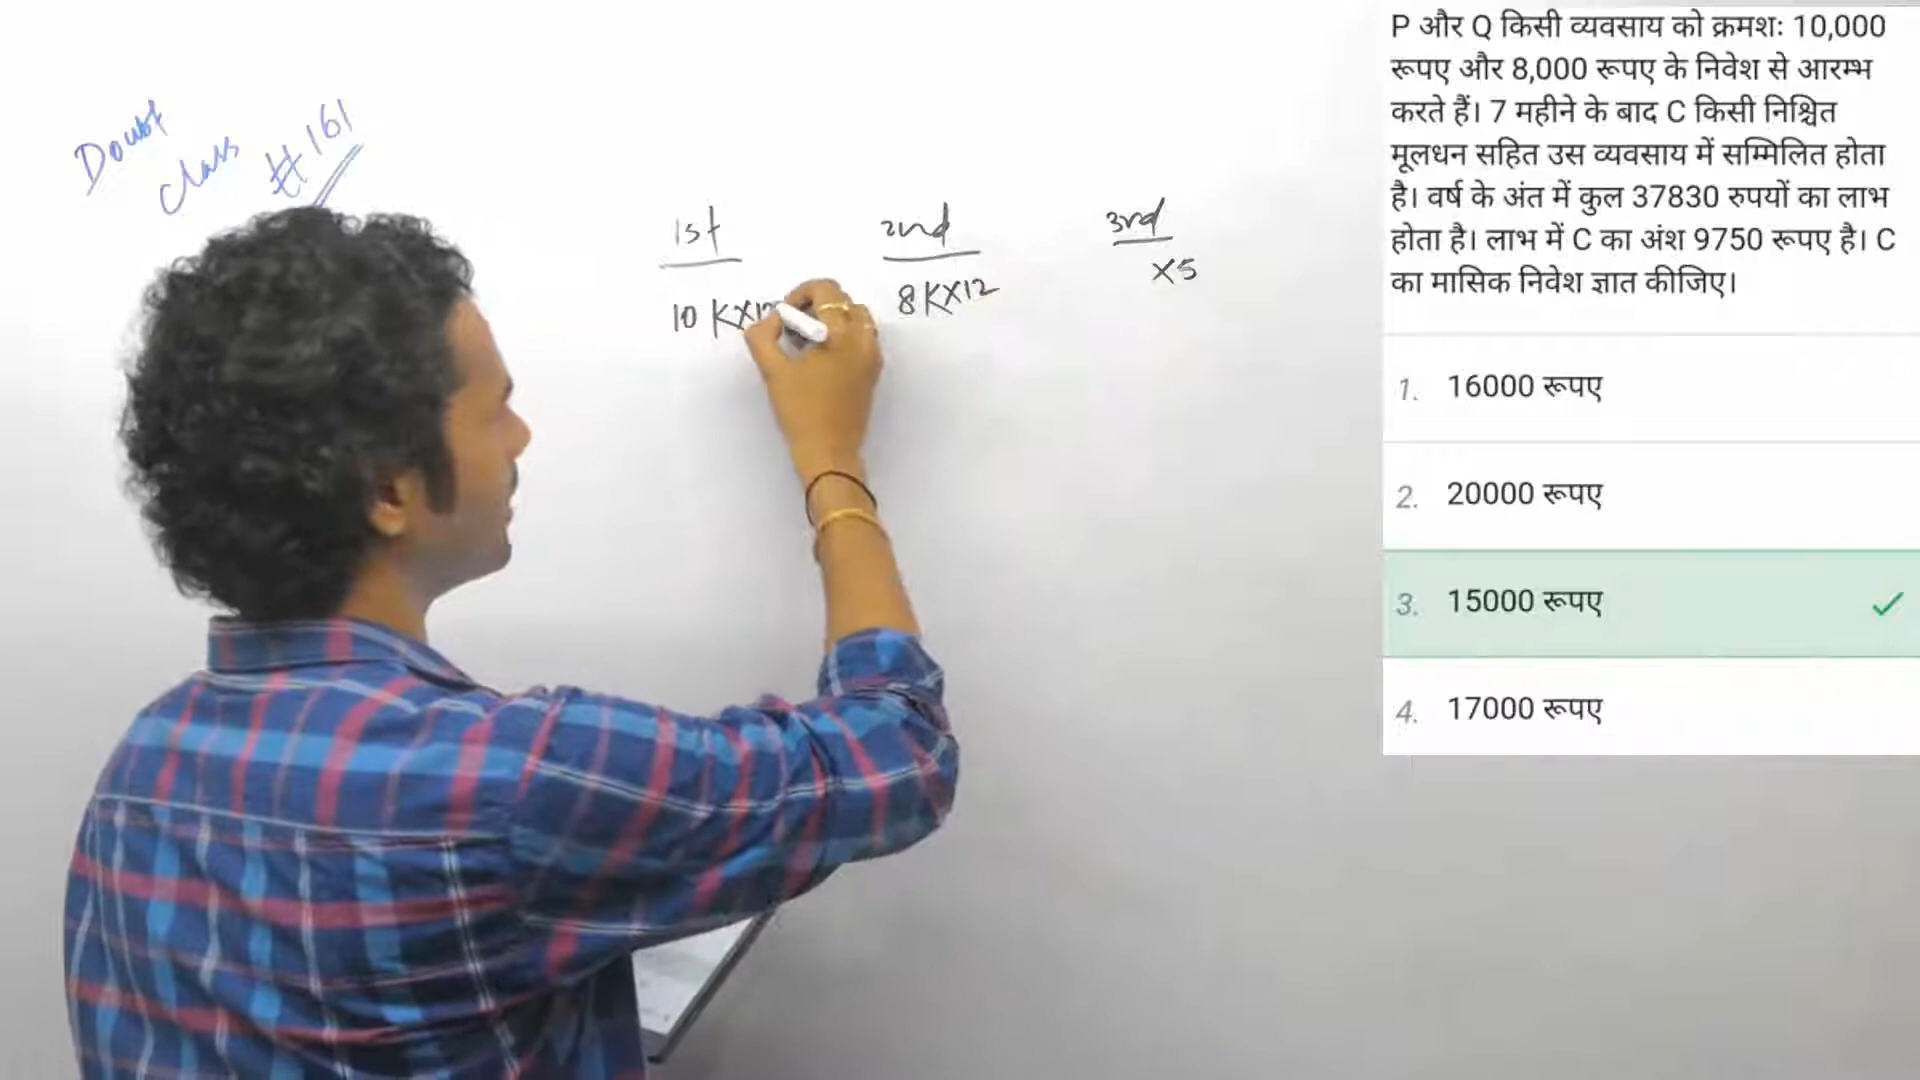 Doubt
Class #161
1st 2nd 3rd
10 K×12 8K×12 ×5
P और Q किसी व्यवसाय को क्रमशः 10,000
रूपए और 8,000 रूपए के निवेश से आरम्भ
करते हैं। 7 महीने के बाद C किसी निश्चित
मूलधन सहित उस व्यवसाय में सम्मिलित होता
है। वर्ष के अंत में कुल 37830 रुपयों का लाभ
होता है। लाभ में C का अंश 9750 रूपए है। C
का मासिक निवेश ज्ञात कीजिए।
1. 16000 रूपए
2. 20000 रूपए
3. 15000 रूपए
4. 17000 रूपए